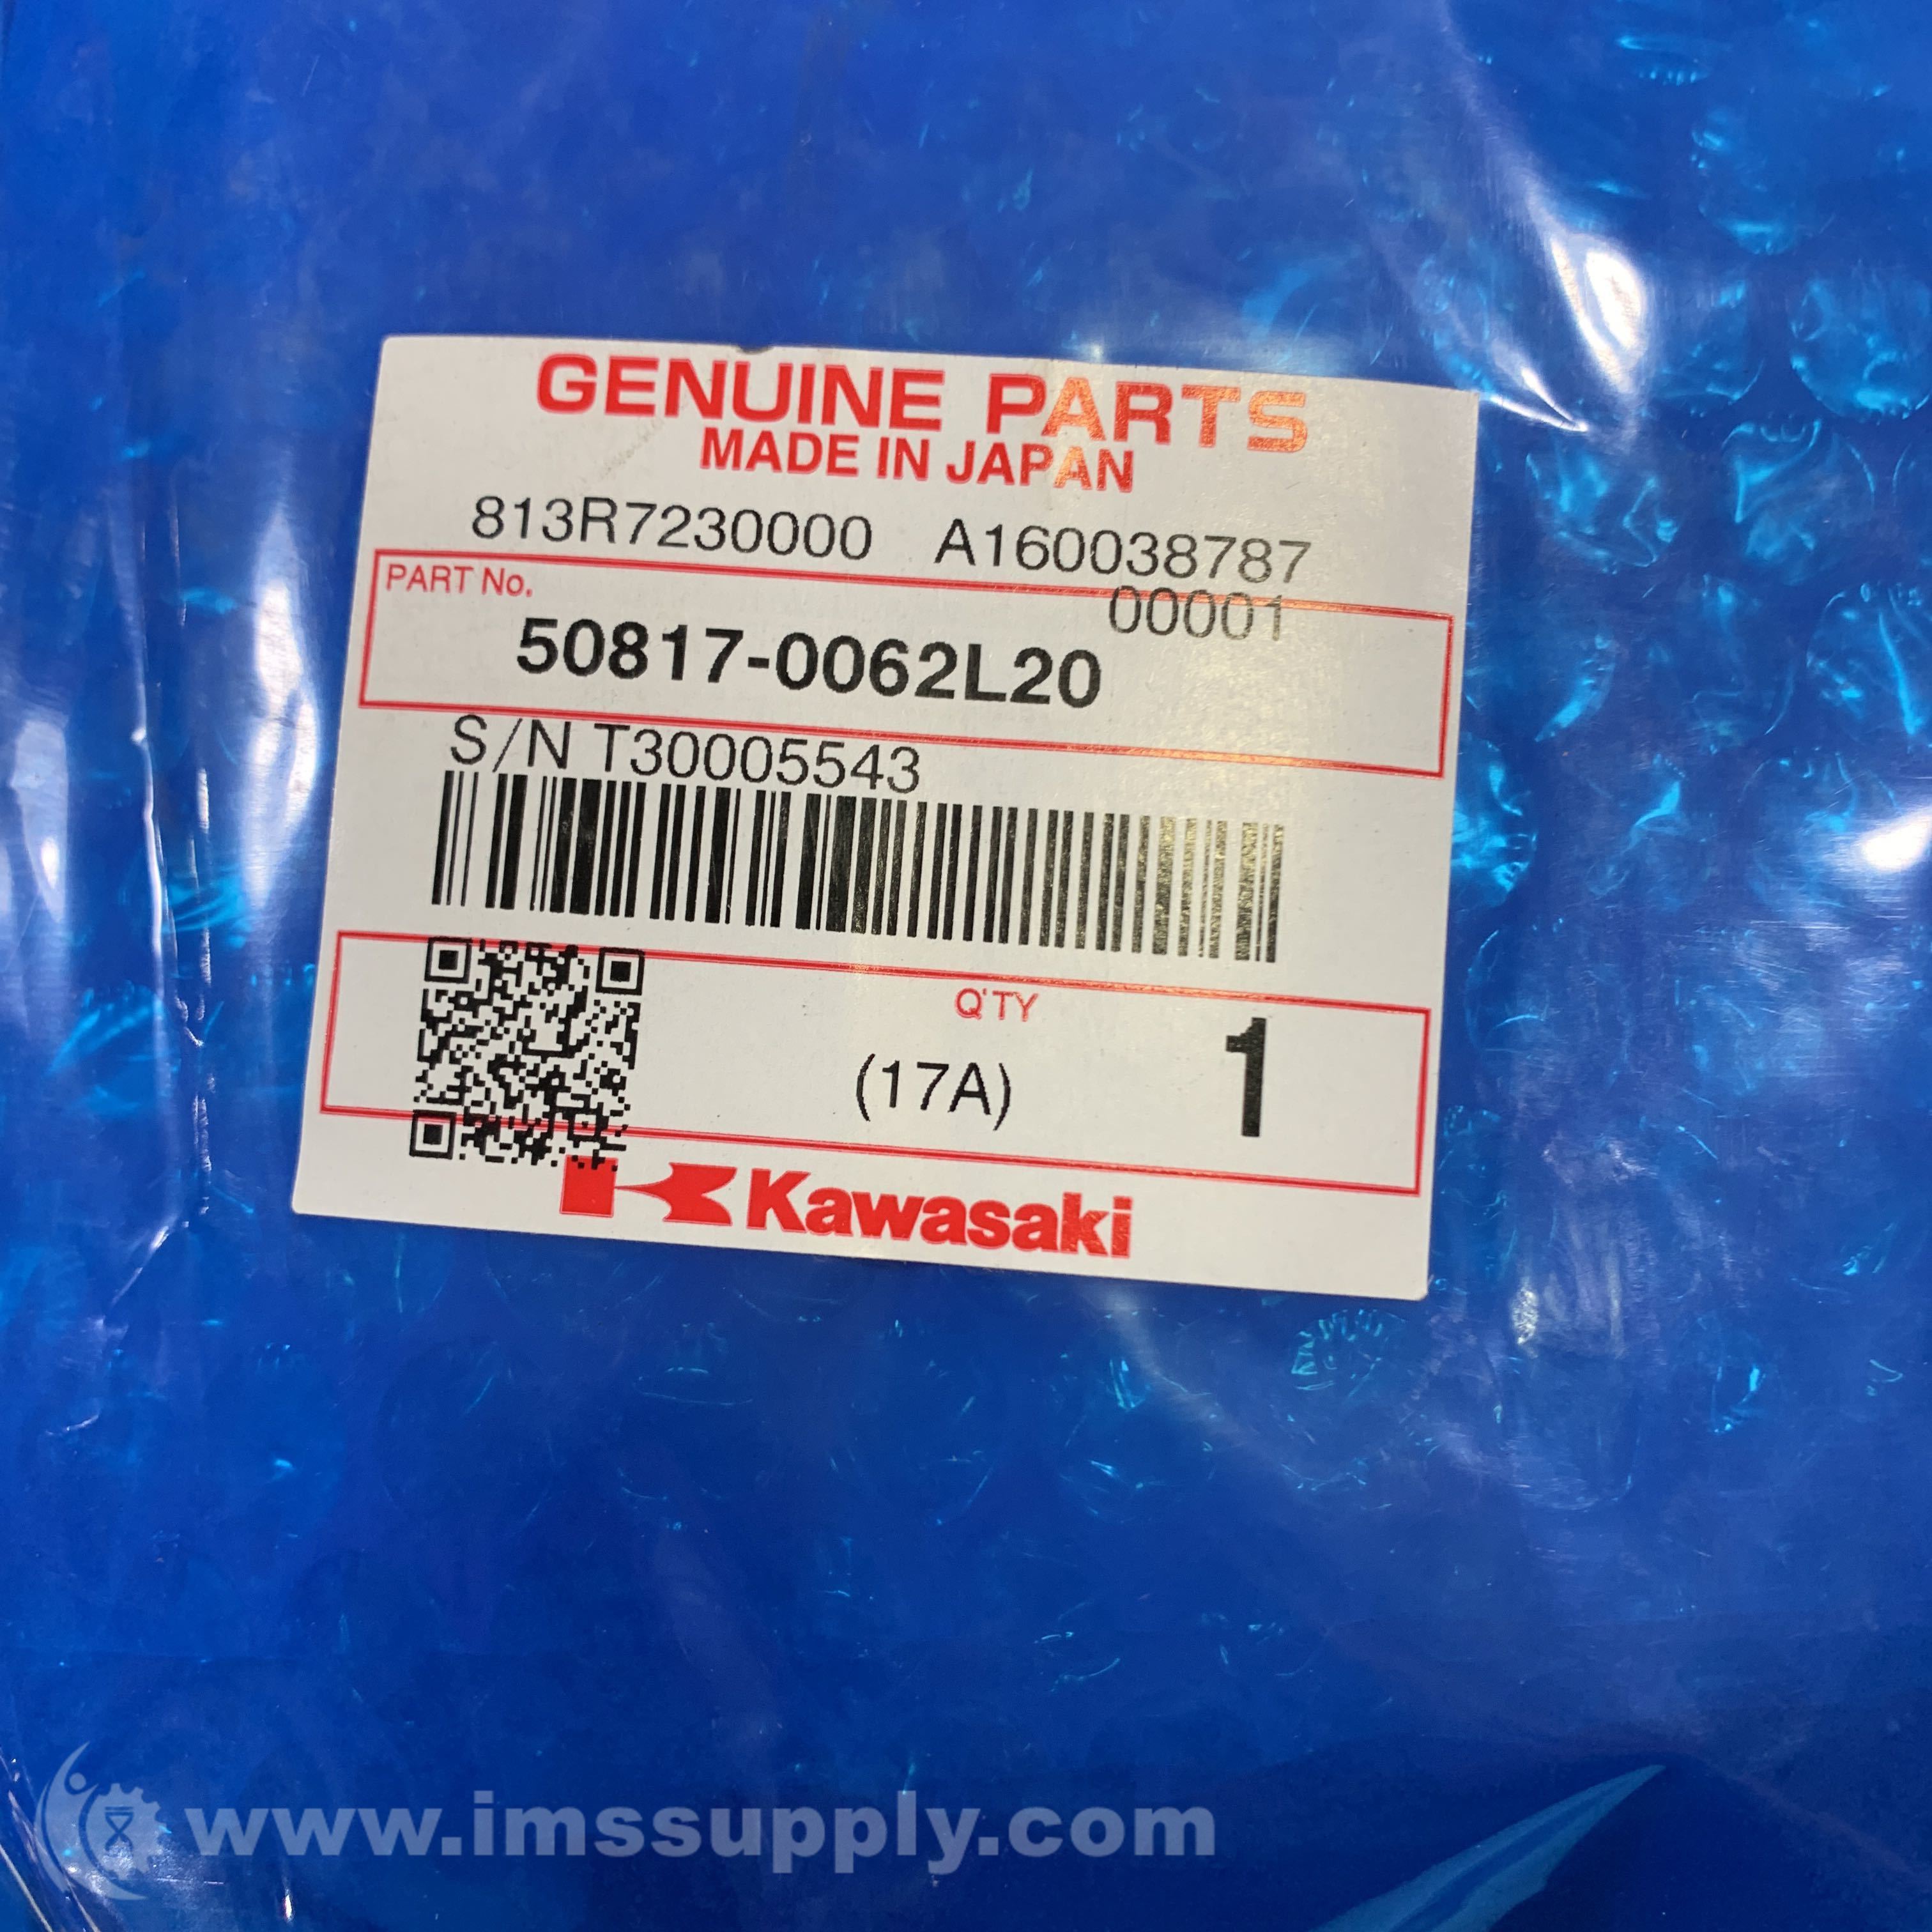 GENUINE PARTS
MADE IN JAPAN
813R7230000 A160038787
00001
PART No.
50817-0062L20
S/N T30005543
Q'TY
(17A) 1
Kawasaki
www.imssupply.com